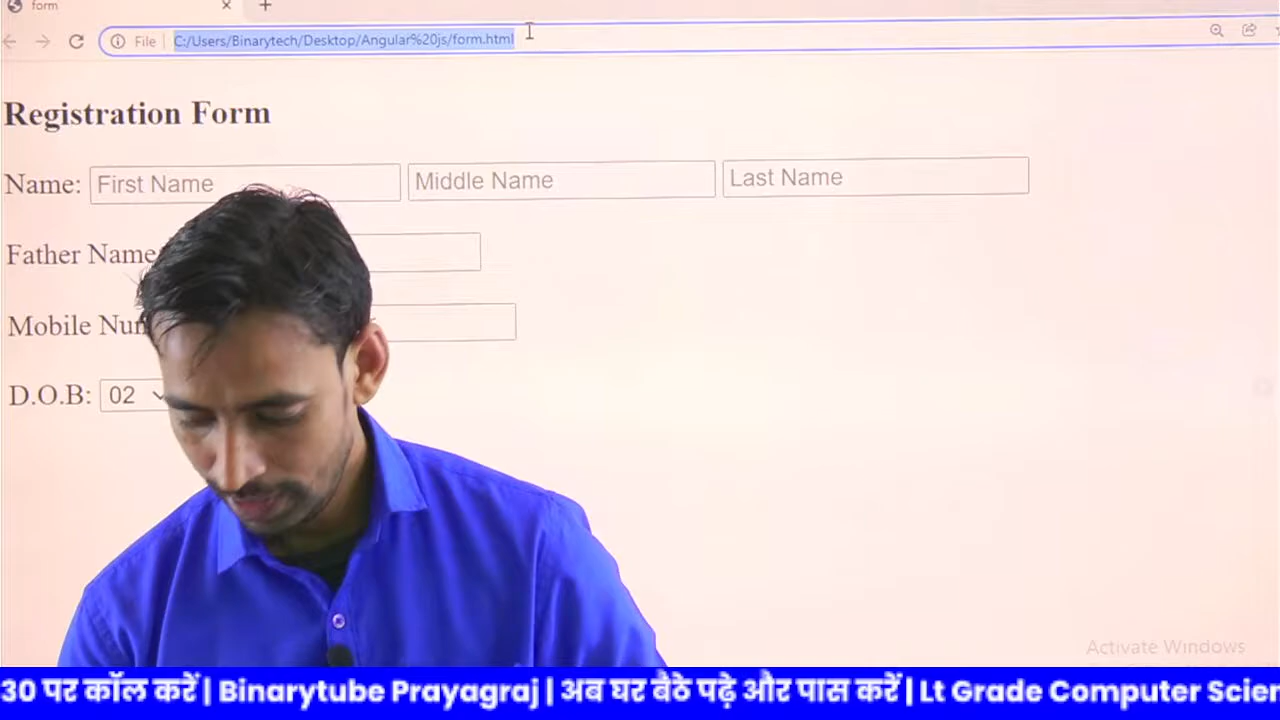 form
File C:/Users/Binarytech/Desktop/Angular%20js/form.html
Registration Form
Name: First Name Middle Name Last Name
Father Name
Mobile Num
D.O.B: 02
Activate Windows
30 पर कॉल करें | Binarytube Prayagraj | अब घर बैठे पढ़े और पास करें | Lt Grade Computer Scien